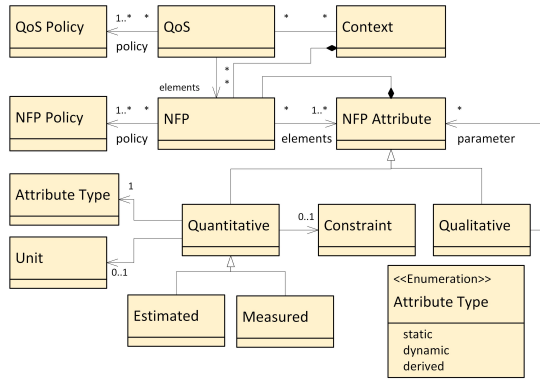 QoS Policy
1..*
*
policy
QoS
*
*
Context
elements
*
*
NFP Policy
1..*
*
policy
NFP
*
1..*
elements
NFP Attribute
*
parameter
Attribute Type
1
Quantitative
0..1
Constraint
Qualitative
Unit
0..1
Estimated
Measured
<<Enumeration>>
Attribute Type
static
dynamic
derived